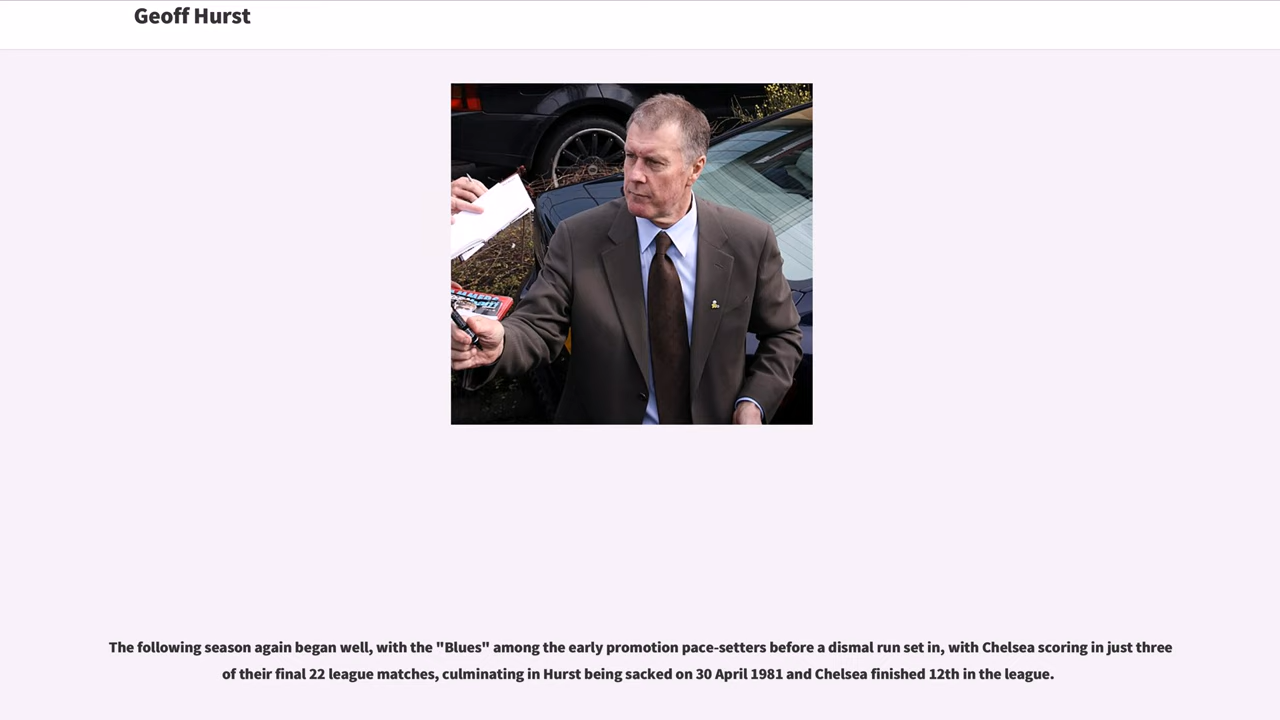 Geoff Hurst
The following season again began well, with the "Blues" among the early promotion pace-setters before a dismal run set in, with Chelsea scoring in just three
of their final 22 league matches, culminating in Hurst being sacked on 30 April 1981 and Chelsea finished 12th in the league.